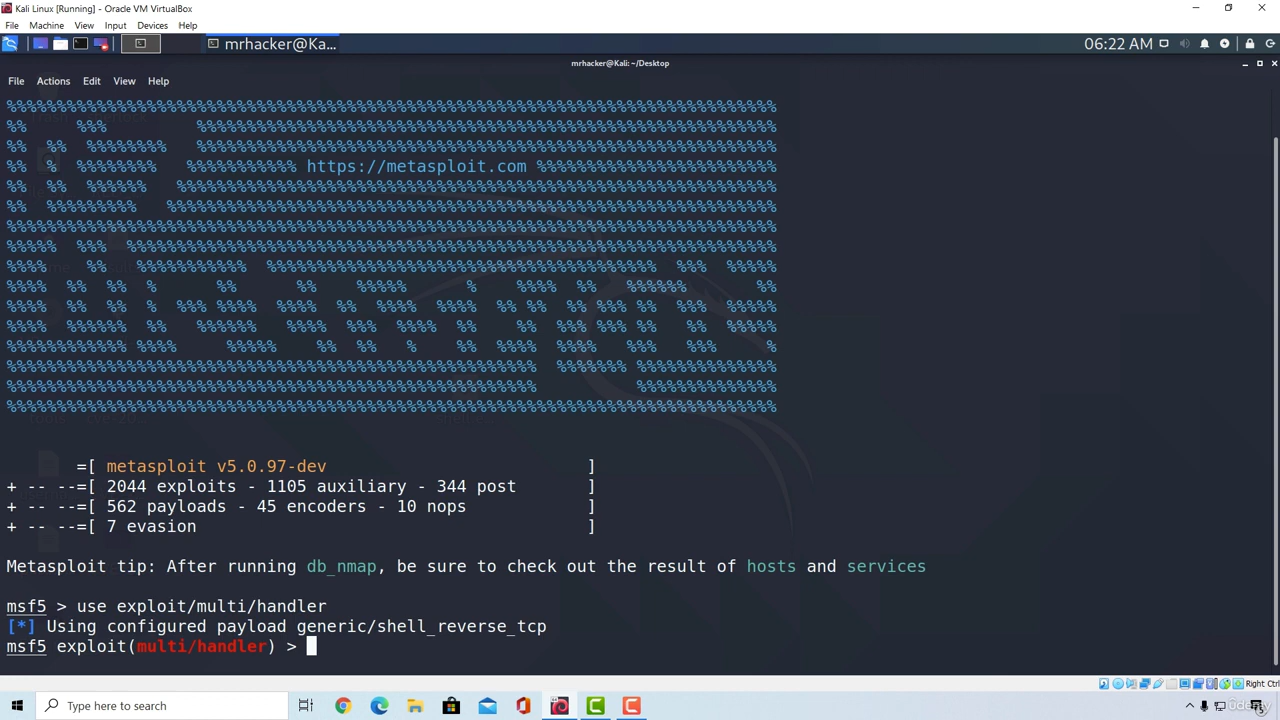 Kali Linux [Running] - Oracle VM VirtualBox
File Machine View Input Devices Help
mrhacker@Ka... 06:22 AM
mrhacker@Kali: ~/Desktop
File Actions Edit View Help
https://metasploit.com
=[ metasploit v5.0.97-dev ]
+ -- --=[ 2044 exploits - 1105 auxiliary - 344 post ]
+ -- --=[ 562 payloads - 45 encoders - 10 nops ]
+ -- --=[ 7 evasion ]
Metasploit tip: After running db_nmap, be sure to check out the result of hosts and services
msf5 > use exploit/multi/handler
[*] Using configured payload generic/shell_reverse_tcp
msf5 exploit(multi/handler) >
Right Ctrl
Type here to search